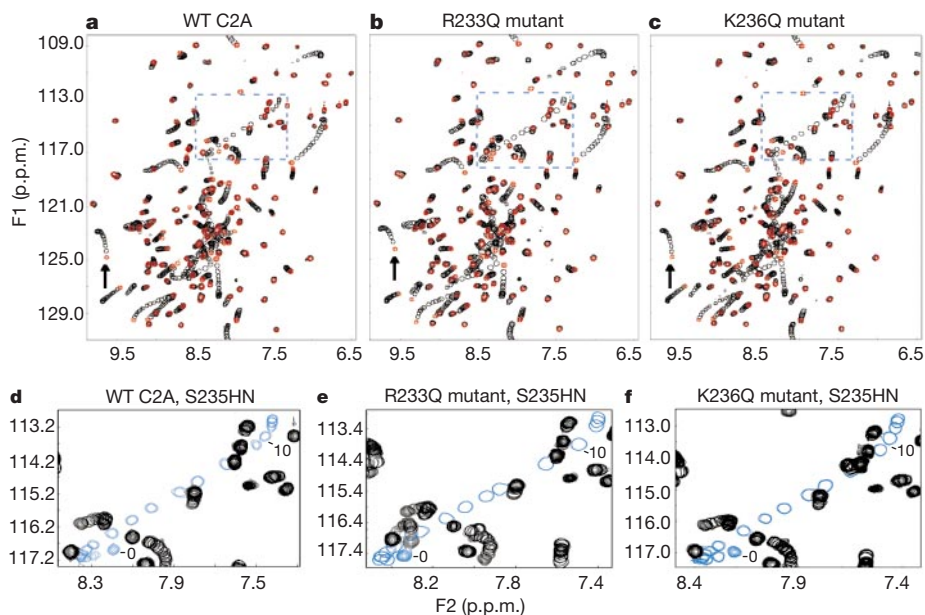 a WT C2A
b R233Q mutant
c K236Q mutant
109.0
113.0
117.0
121.0
125.0
129.0
F1 (p.p.m.)
9.5 8.5 7.5 6.5
9.5 8.5 7.5 6.5
9.5 8.5 7.5 6.5
d WT C2A, S235HN
e R233Q mutant, S235HN
f K236Q mutant, S235HN
113.2
114.2
115.2
116.2
117.2
10
0
8.3 7.9 7.5
113.4
114.4
115.4
116.4
117.4
10
0
8.2 7.8 7.4
113.0
114.0
115.0
116.0
117.0
10
0
8.4 7.9 7.4
F2 (p.p.m.)